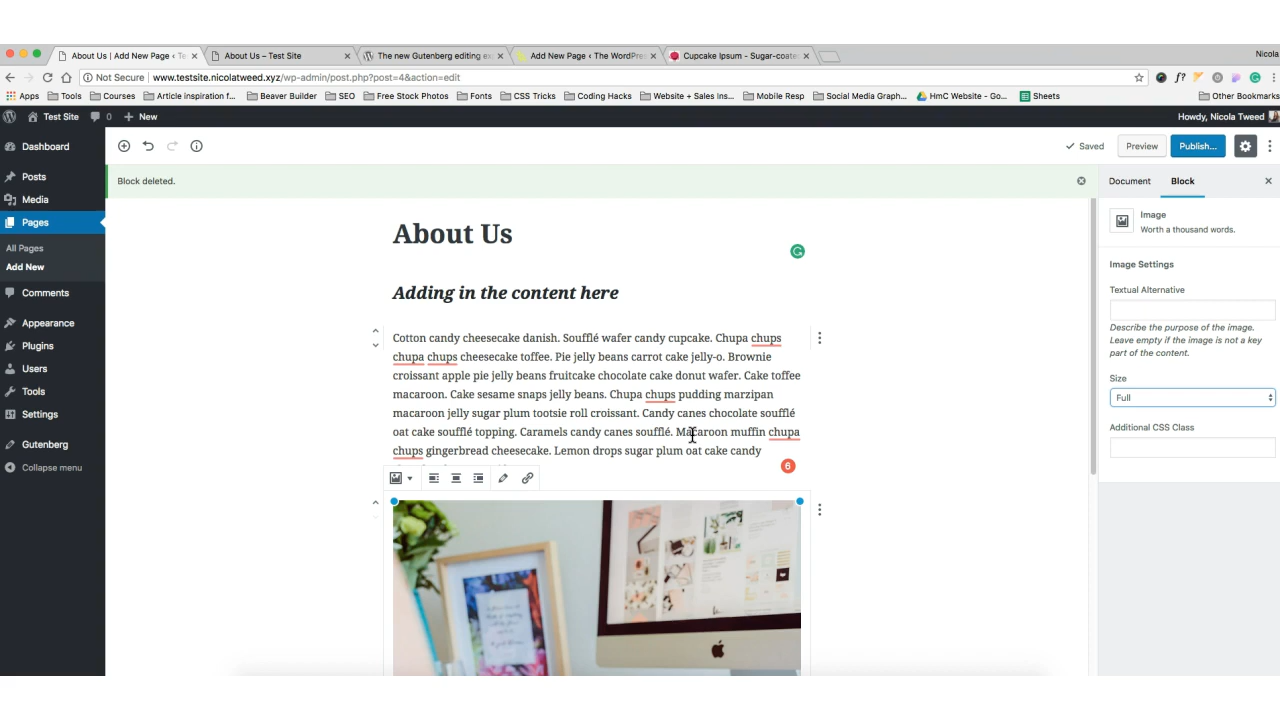 About Us | Add New Page ‹ Te
About Us – Test Site
The new Gutenberg editing ex
Add New Page ‹ The WordPre
Cupcake Ipsum - Sugar-coate
Nicola
Not Secure | www.testsite.nicolatweed.xyz/wp-admin/post.php?post=4&action=edit
f?
Apps
Tools
Courses
Article inspiration f...
Beaver Builder
SEO
Free Stock Photos
Fonts
CSS Tricks
Coding Hacks
Website + Sales Ins...
Mobile Resp
Social Media Graph...
HmC Website - Go...
Sheets
Other Bookmarks
Test Site
0
New
Howdy, Nicola Tweed
Dashboard
Posts
Media
Pages
All Pages
Add New
Comments
Appearance
Plugins
Users
Tools
Settings
Gutenberg
Collapse menu
Saved
Preview
Publish...
Block deleted.
About Us
Adding in the content here
Cotton candy cheesecake danish. Soufflé wafer candy cupcake. Chupa chups
chupa chups cheesecake toffee. Pie jelly beans carrot cake jelly-o. Brownie
croissant apple pie jelly beans fruitcake chocolate cake donut wafer. Cake toffee
macaroon. Cake sesame snaps jelly beans. Chupa chups pudding marzipan
macaroon jelly sugar plum tootsie roll croissant. Candy canes chocolate soufflé
oat cake soufflé topping. Caramels candy canes soufflé. Macaroon muffin chupa
chups gingerbread cheesecake. Lemon drops sugar plum oat cake candy
6
Document
Block
Image
Worth a thousand words.
Image Settings
Textual Alternative
Describe the purpose of the image.
Leave empty if the image is not a key
part of the content.
Size
Full
Additional CSS Class